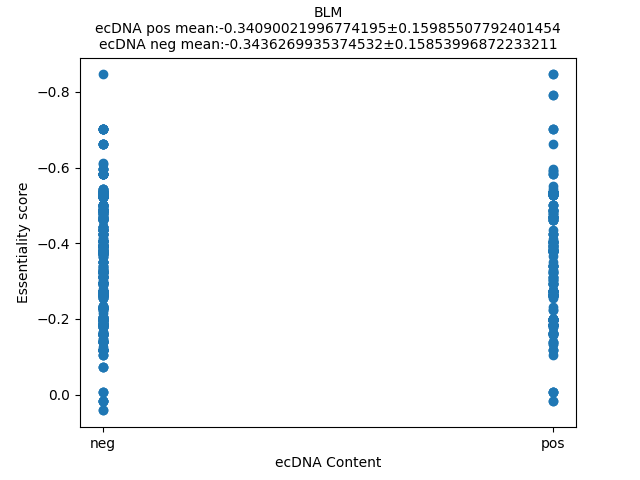 BLM
ecDNA pos mean:-0.34090021996774195±0.15985507792401454
ecDNA neg mean:-0.3436269935374532±0.15853996872233211
−0.8
−0.6
−0.4
−0.2
0.0
Essentiality score
neg
pos
ecDNA Content